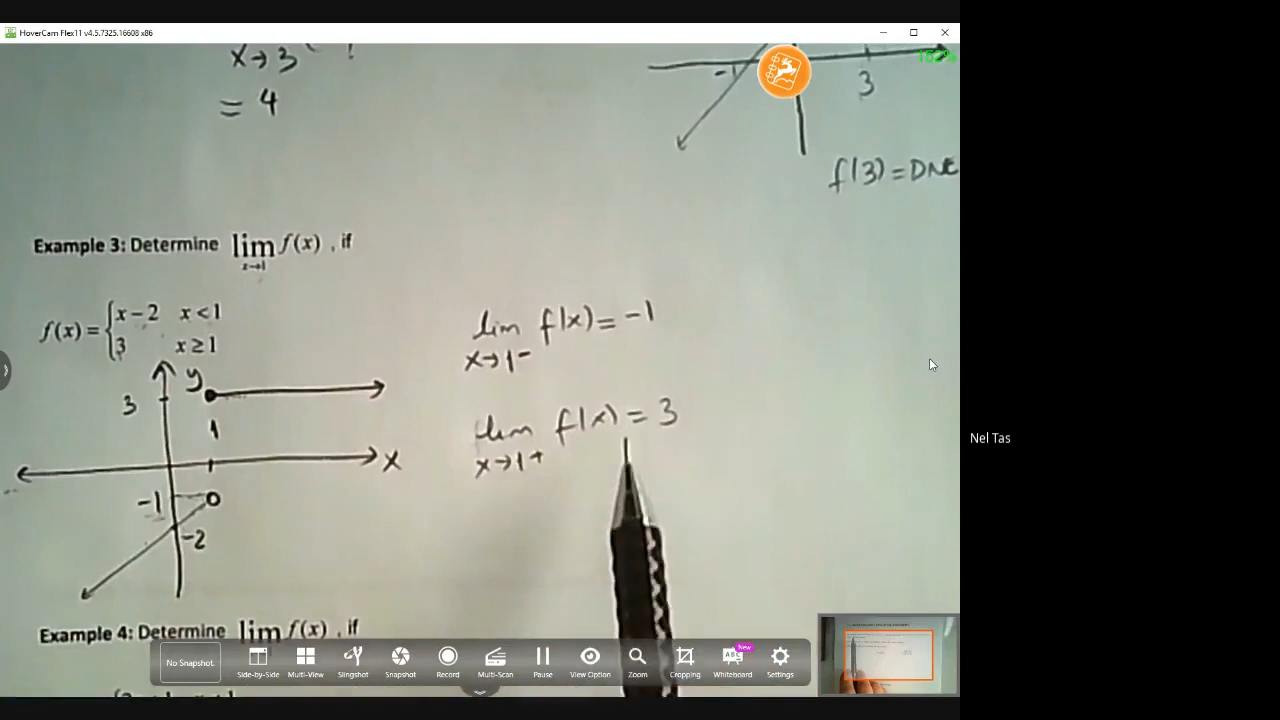 HoverCam Flex11 v4.5.7325.16608 x86
162%
x→3
= 4
-1
3
f(3)=DNE
Example 3: Determine lim f(x) , if
x→1
f(x) = { x-2 x<1
3 x≥1
lim f(x) = -1
x→1-
lim f(x) = 3
x→1+
y
3
1
x
-1
-2
Nel Tas
Example 4: Determine lim f(x) , if
No Snapshot.
Side-by-Side Multi-View Slingshot Snapshot Record Multi-Scan Pause View Option Zoom Cropping Whiteboard Settings
ABC
New